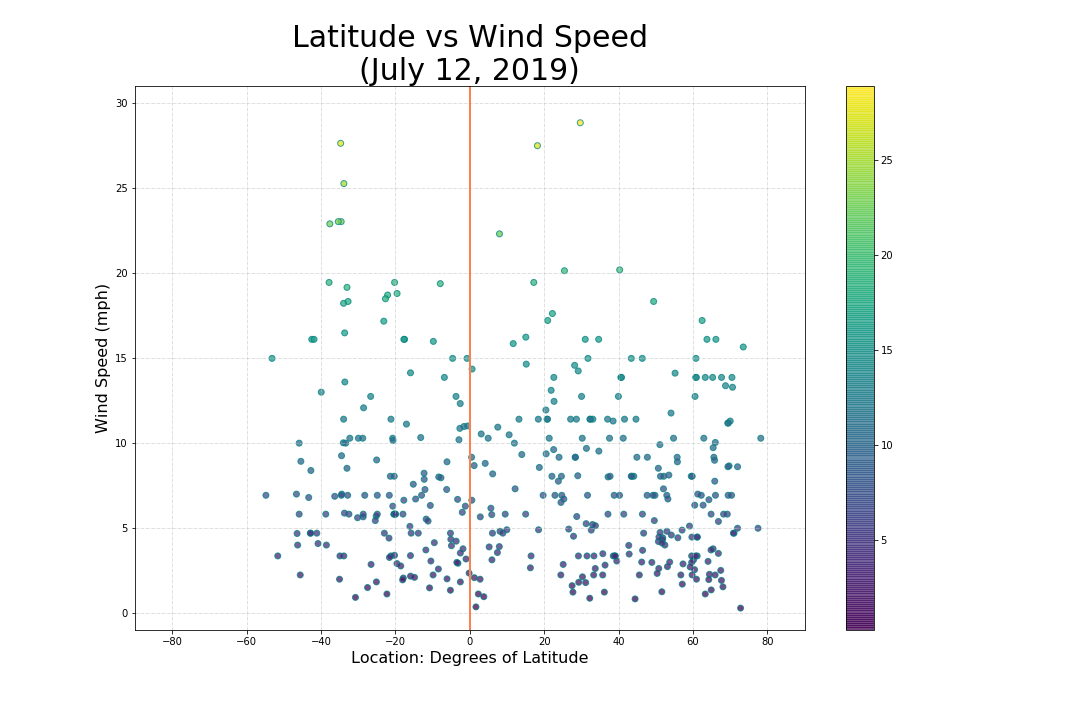 Latitude vs Wind Speed
(July 12, 2019)
30
25
20
15
10
5
0
Wind Speed (mph)
−80 −60 −40 −20 0 20 40 60 80
Location: Degrees of Latitude
25
20
15
10
5